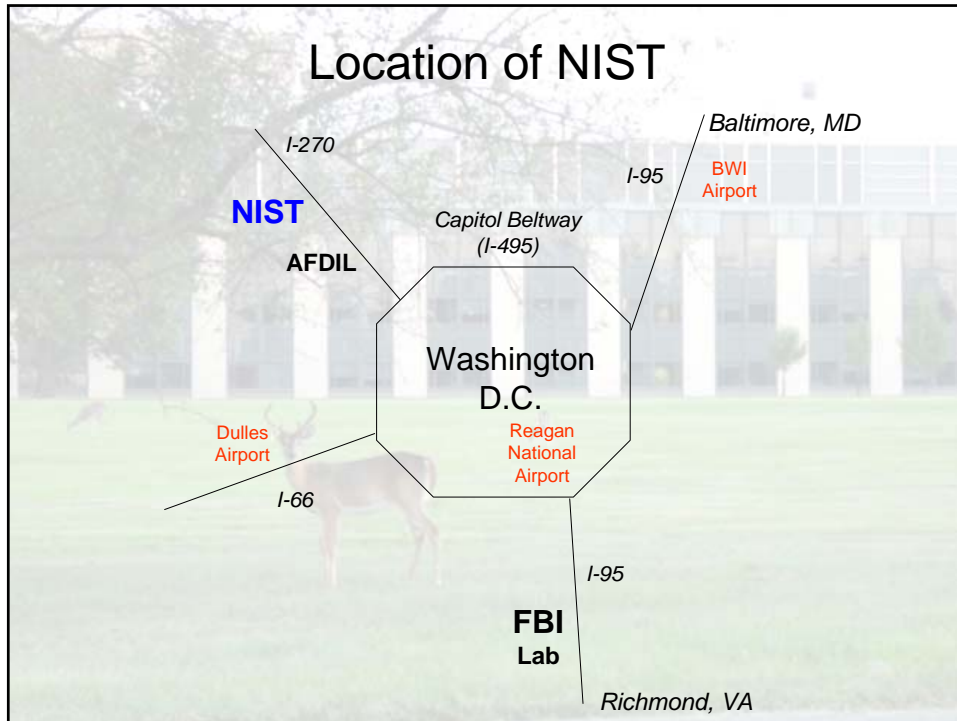 Location of NIST
I-270
Baltimore, MD
I-95
BWI
Airport
NIST
Capitol Beltway
(I-495)
AFDIL
Washington
D.C.
Dulles
Airport
Reagan
National
Airport
I-66
I-95
FBI
Lab
Richmond, VA